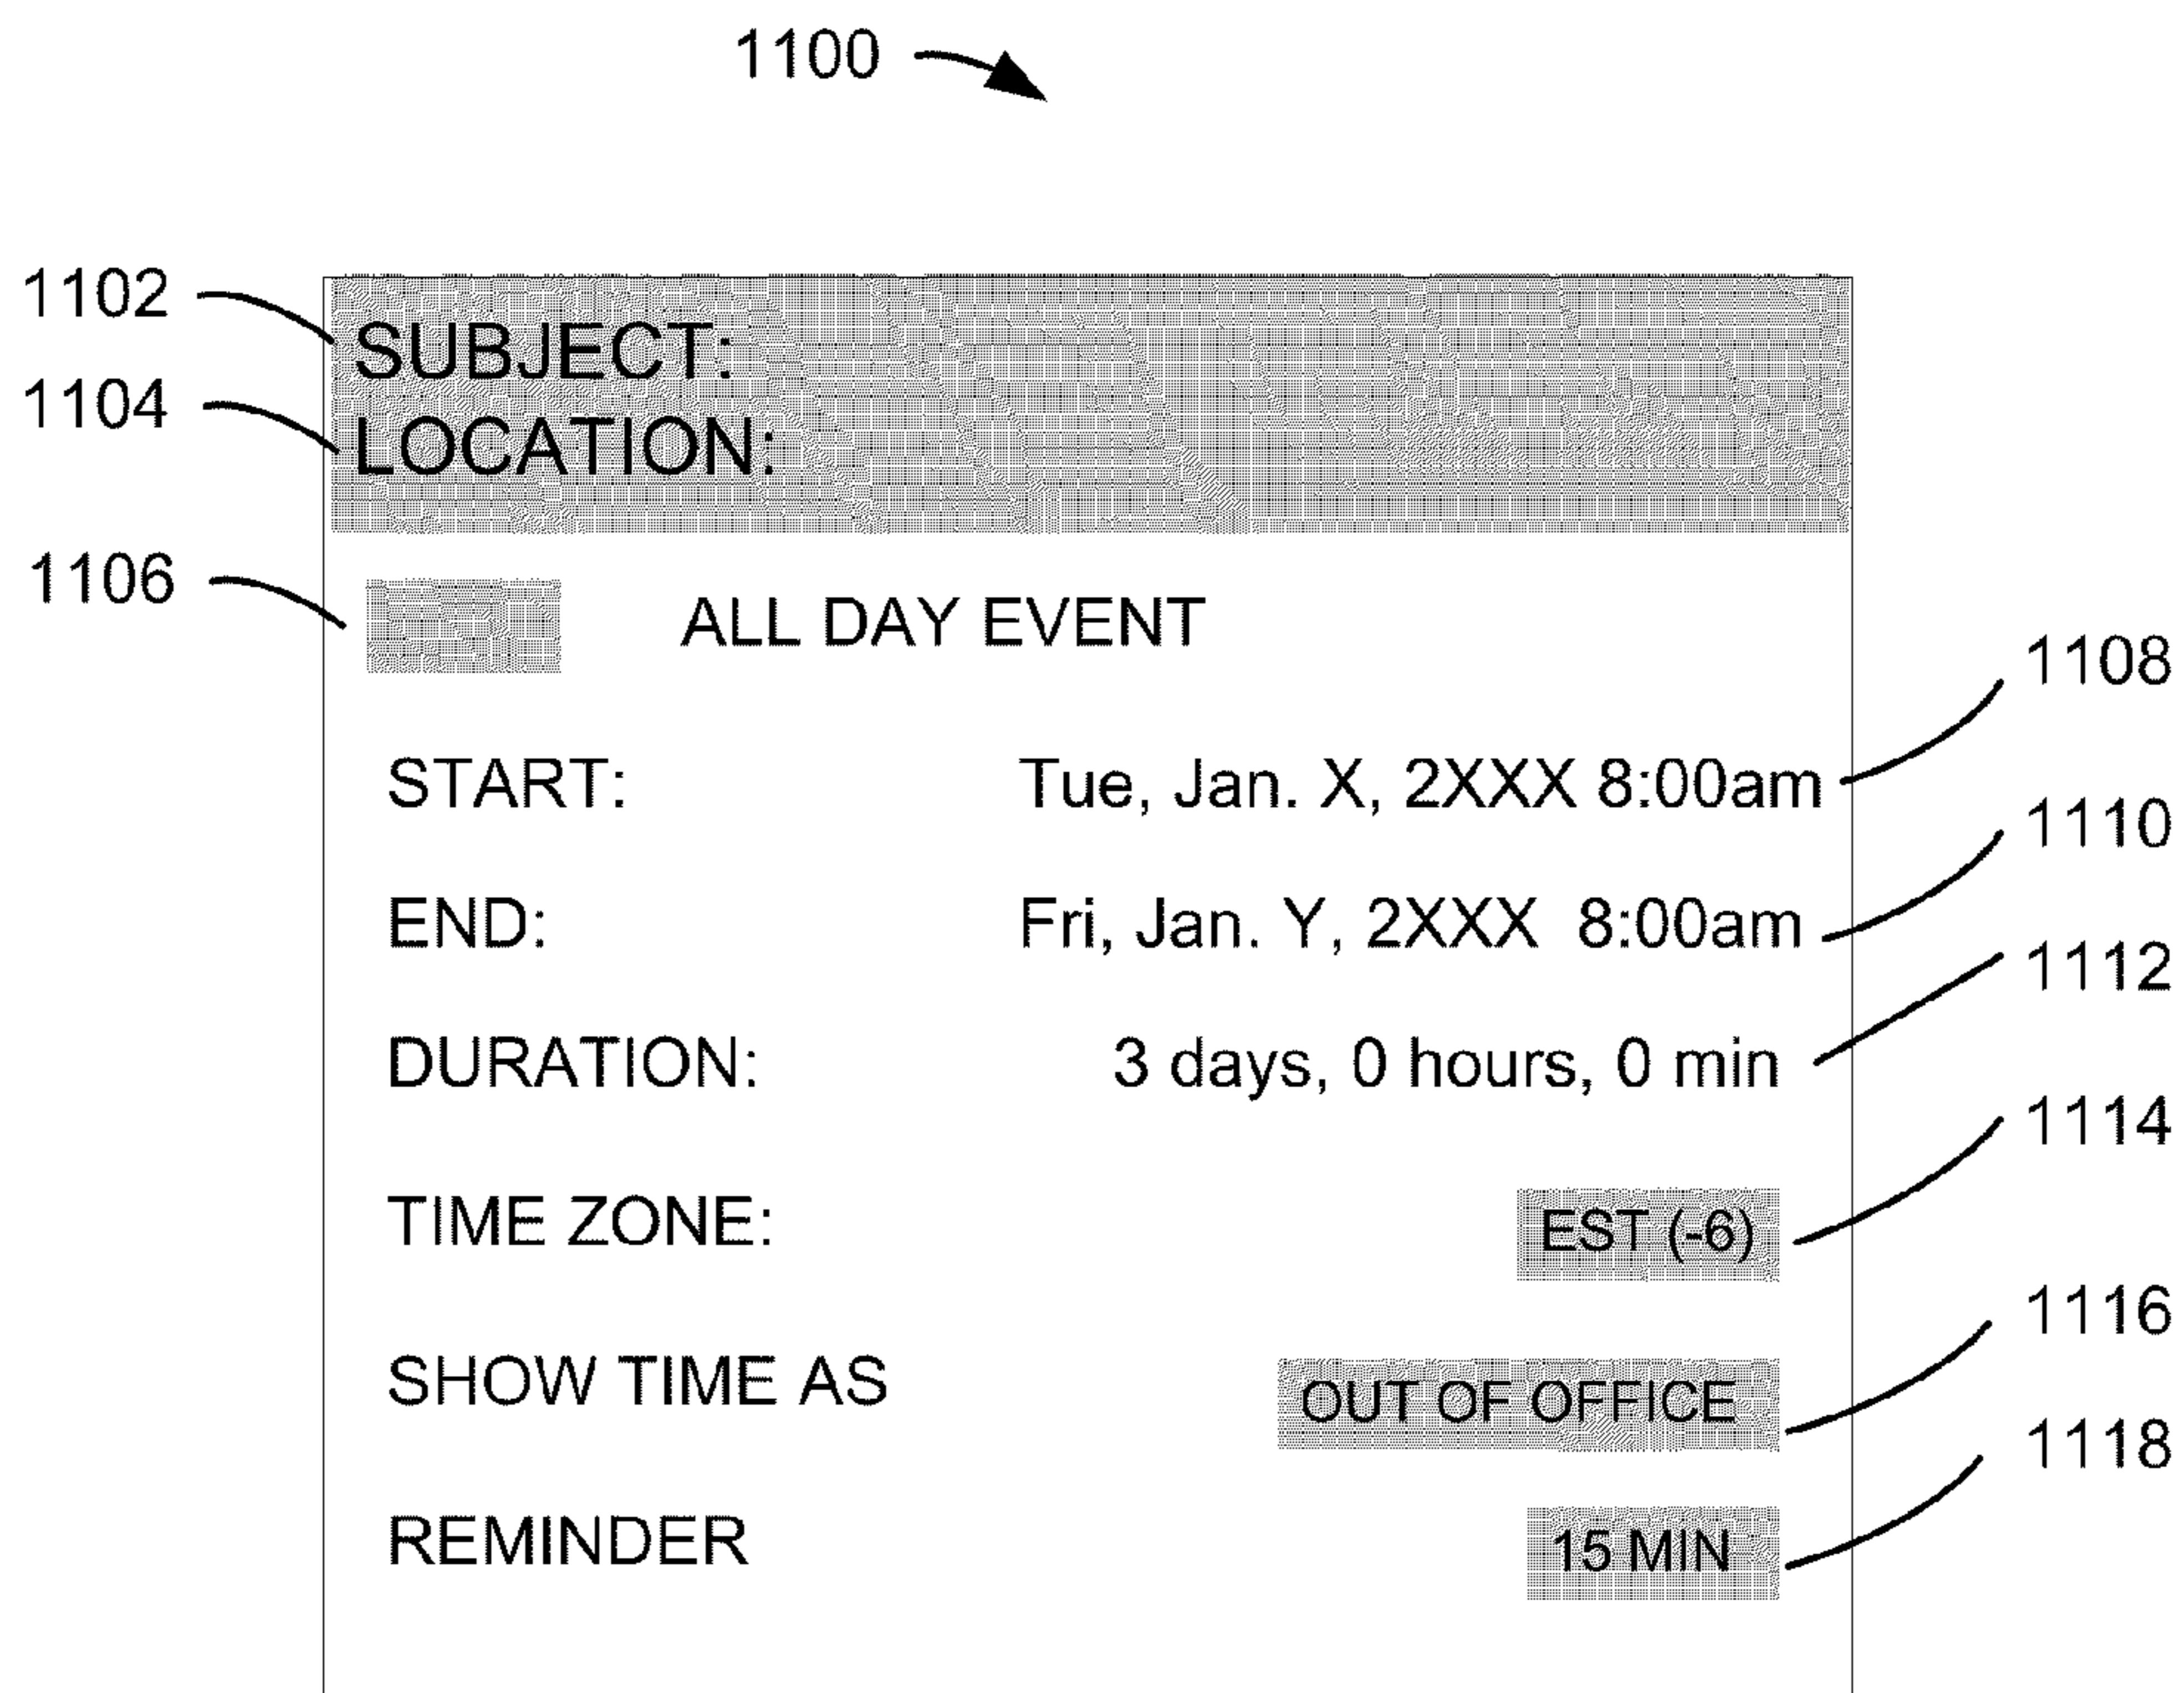 1100
1102
SUBJECT:
1104
LOCATION:
1106
ALL DAY EVENT
1108
START: Tue, Jan. X, 2XXX 8:00am
1110
END: Fri, Jan. Y, 2XXX 8:00am
1112
DURATION: 3 days, 0 hours, 0 min
1114
TIME ZONE: EST (-6)
1116
SHOW TIME AS OUT OF OFFICE
1118
REMINDER 15 MIN